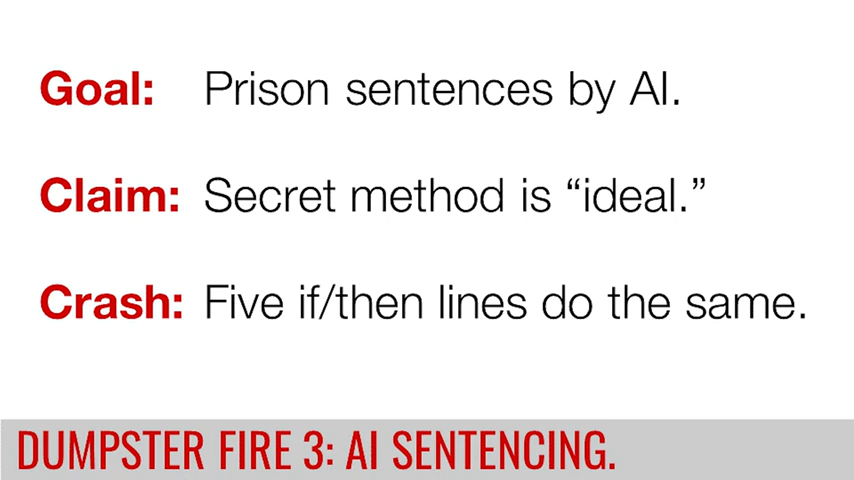 Goal: Prison sentences by AI.
Claim: Secret method is “ideal.”
Crash: Five if/then lines do the same.
DUMPSTER FIRE 3: AI SENTENCING.